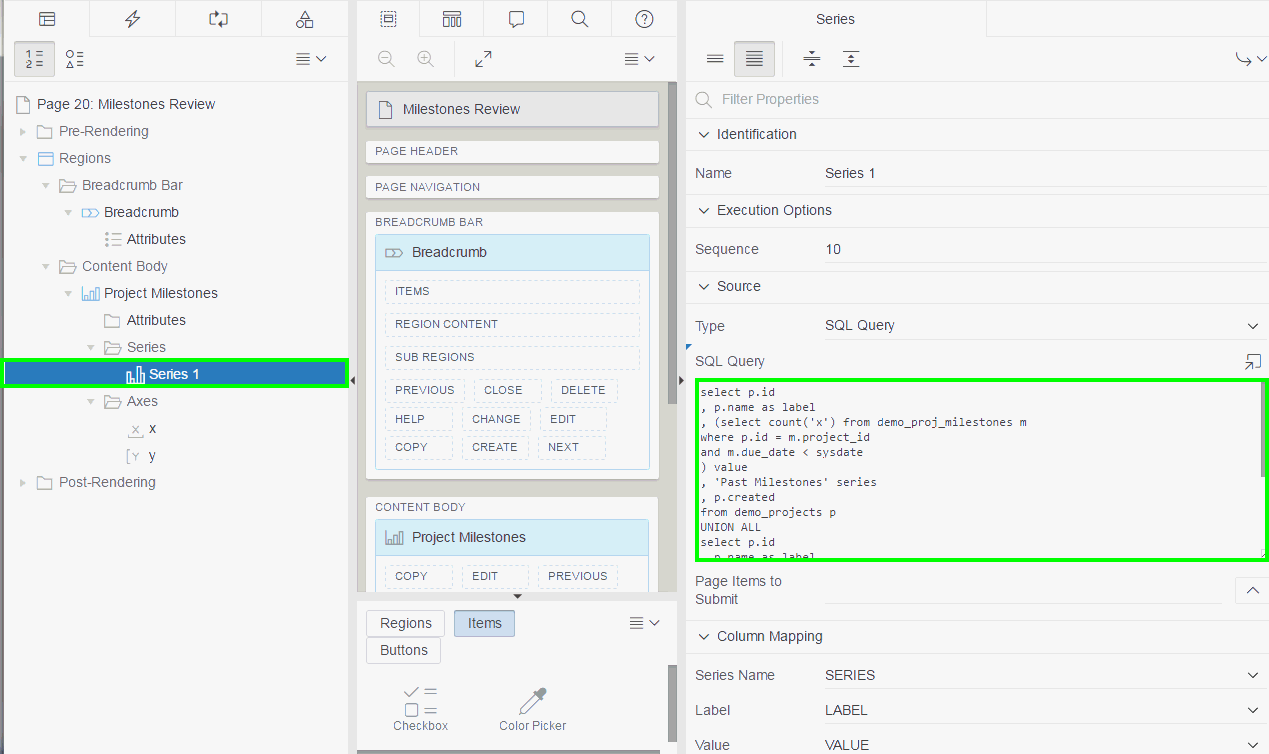 Page 20: Milestones Review
Pre-Rendering
Regions
Breadcrumb Bar
Breadcrumb
Attributes
Content Body
Project Milestones
Attributes
Series
Series 1
Axes
x
y
Post-Rendering
Milestones Review
PAGE HEADER
PAGE NAVIGATION
BREADCRUMB BAR
Breadcrumb
ITEMS
REGION CONTENT
SUB REGIONS
PREVIOUS CLOSE DELETE
HELP CHANGE EDIT
COPY CREATE NEXT
CONTENT BODY
Project Milestones
COPY EDIT PREVIOUS
Regions Items
Buttons
Checkbox Color Picker
Series
Filter Properties
Identification
Name Series 1
Execution Options
Sequence 10
Source
Type SQL Query
SQL Query
select p.id
, p.name as label
, (select count('x') from demo_proj_milestones m
where p.id = m.project_id
and m.due_date < sysdate
) value
, 'Past Milestones' series
, p.created
from demo_projects p
UNION ALL
select p.id
, p.name as label
Page Items to
Submit
Column Mapping
Series Name SERIES
Label LABEL
Value VALUE